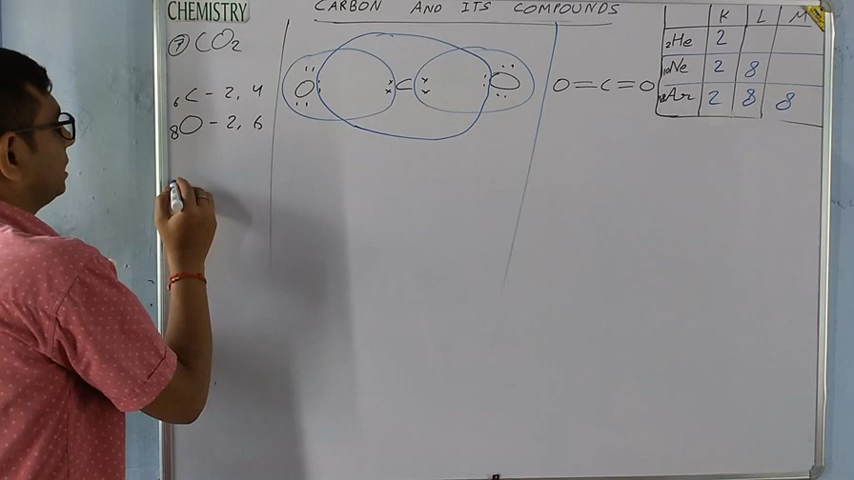 CHEMISTRY
CARBON AND ITS COMPOUNDS
⑦ CO₂
₆C - 2, 4
₈O - 2, 6
O C O
O=C=O
K L M
₂He 2
₁₀Ne 2 8
₁₈Ar 2 8 8